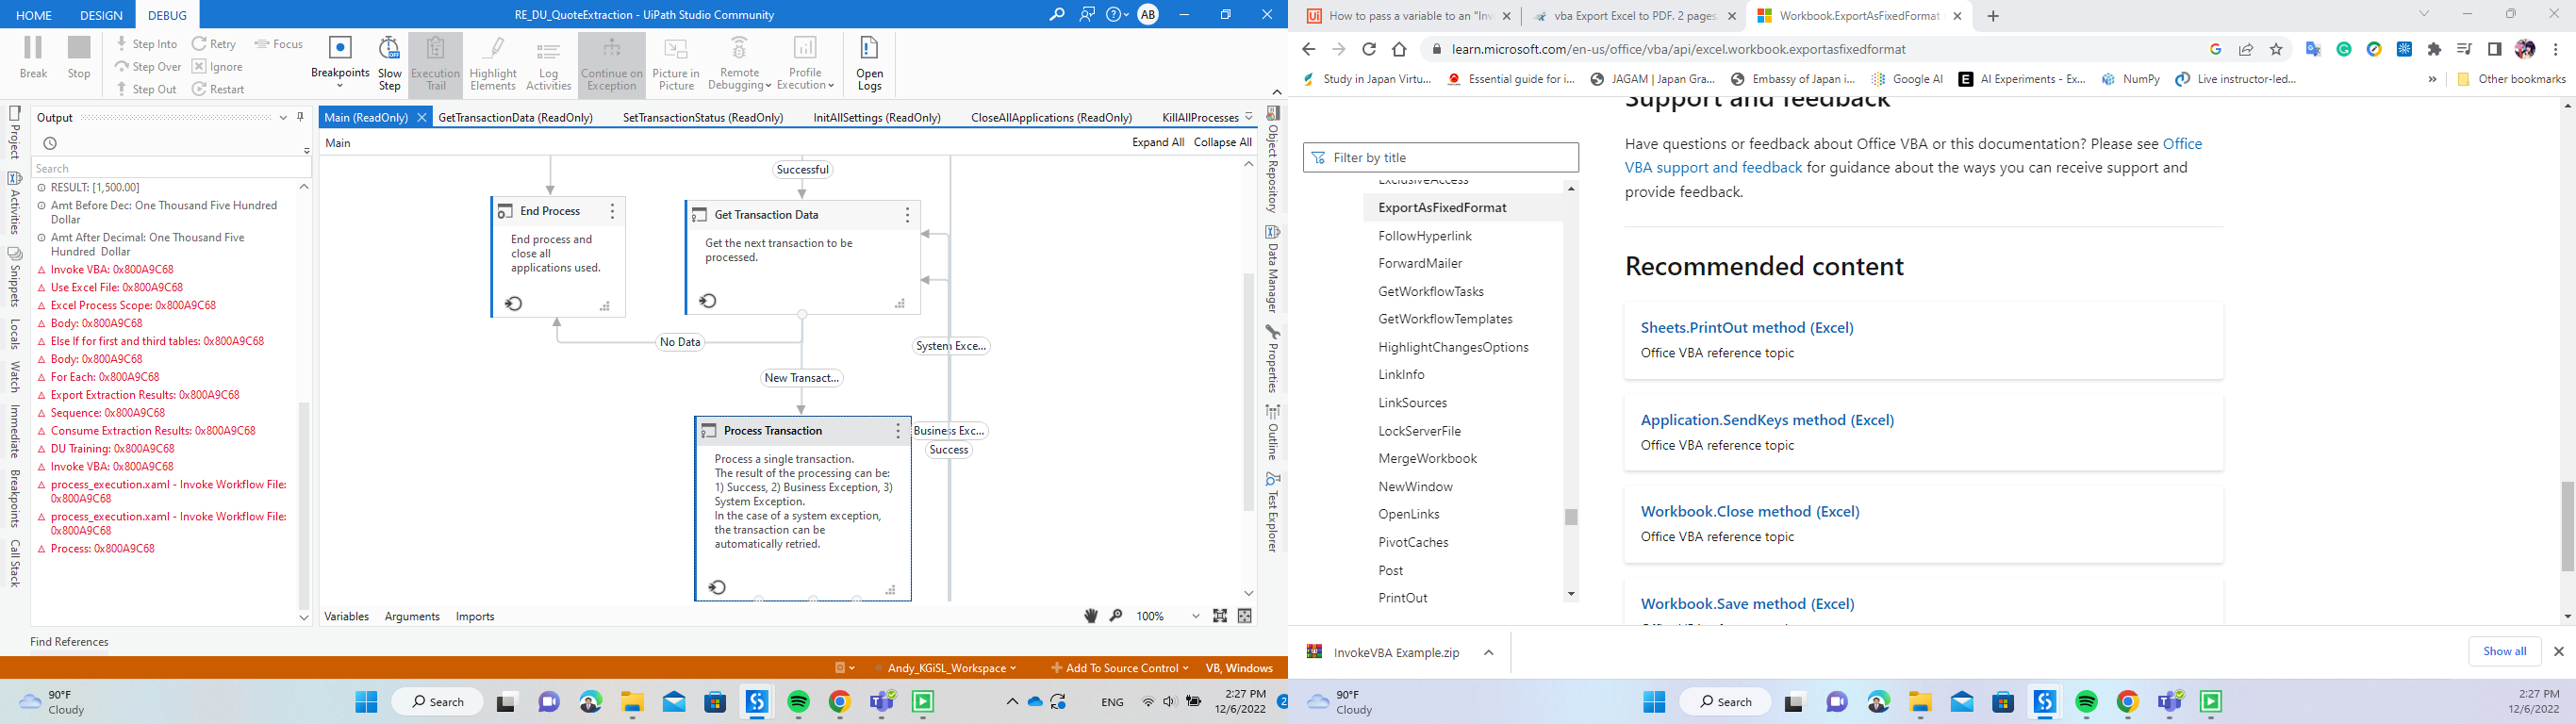 HOME
DESIGN
DEBUG
RE_DU_QuoteExtraction - UiPath Studio Community
AB
Break
Stop
Step Into
Step Over
Step Out
Retry
Ignore
Restart
Focus
Breakpoints
Slow
Step
Execution
Trail
Highlight
Elements
Log
Activities
Continue on
Exception
Picture in
Picture
Remote
Debugging
Profile
Execution
Open
Logs
Project
Activities
Snippets
Locals
Watch
Immediate
Breakpoints
Call Stack
Output
Search
RESULT: [1,500.00]
Amt Before Dec: One Thousand Five Hundred
Dollar
Amt After Decimal: One Thousand Five
Hundred Dollar
Invoke VBA: 0x800A9C68
Use Excel File: 0x800A9C68
Excel Process Scope: 0x800A9C68
Body: 0x800A9C68
Else If for first and third tables: 0x800A9C68
Body: 0x800A9C68
For Each: 0x800A9C68
Export Extraction Results: 0x800A9C68
Sequence: 0x800A9C68
Consume Extraction Results: 0x800A9C68
DU Training: 0x800A9C68
Invoke VBA: 0x800A9C68
process_execution.xaml - Invoke Workflow File:
0x800A9C68
process_execution.xaml - Invoke Workflow File:
0x800A9C68
Process: 0x800A9C68
Find References
Main (ReadOnly)
GetTransactionData (ReadOnly)
SetTransactionStatus (ReadOnly)
InitAllSettings (ReadOnly)
CloseAllApplications (ReadOnly)
KillAllProcesses
Main
Expand All
Collapse All
Successful
End Process
End process and
close all
applications used.
Get Transaction Data
Get the next transaction to be
processed.
No Data
System Exce...
New Transact...
Process Transaction
Process a single transaction.
The result of the processing can be:
1) Success, 2) Business Exception, 3)
System Exception.
In the case of a system exception,
the transaction can be
automatically retried.
Business Exc...
Success
Variables
Arguments
Imports
100%
Object Repository
Data Manager
Properties
Outline
Test Explorer
Andy_KGiSL_Workspace
Add To Source Control
VB, Windows
90°F
Cloudy
Search
ENG
2:27 PM
12/6/2022
2
How to pass a variable to an "Inv
vba Export Excel to PDF. 2 pages
Workbook.ExportAsFixedFormat
learn.microsoft.com/en-us/office/vba/api/excel.workbook.exportasfixedformat
Study in Japan Virtu...
Essential guide for i...
JAGAM | Japan Gra...
Embassy of Japan i...
Google AI
AI Experiments - Ex...
NumPy
Live instructor-led...
»
Other bookmarks
Filter by title
ExclusiveAccess
ExportAsFixedFormat
FollowHyperlink
ForwardMailer
GetWorkflowTasks
GetWorkflowTemplates
HighlightChangesOptions
LinkInfo
LinkSources
LockServerFile
MergeWorkbook
NewWindow
OpenLinks
PivotCaches
Post
PrintOut
Support and feedback
Have questions or feedback about Office VBA or this documentation? Please see Office
VBA support and feedback for guidance about the ways you can receive support and
provide feedback.
Recommended content
Sheets.PrintOut method (Excel)
Office VBA reference topic
Application.SendKeys method (Excel)
Office VBA reference topic
Workbook.Close method (Excel)
Office VBA reference topic
Workbook.Save method (Excel)
InvokeVBA Example.zip
Show all
90°F
Cloudy
Search
2:27 PM
12/6/2022